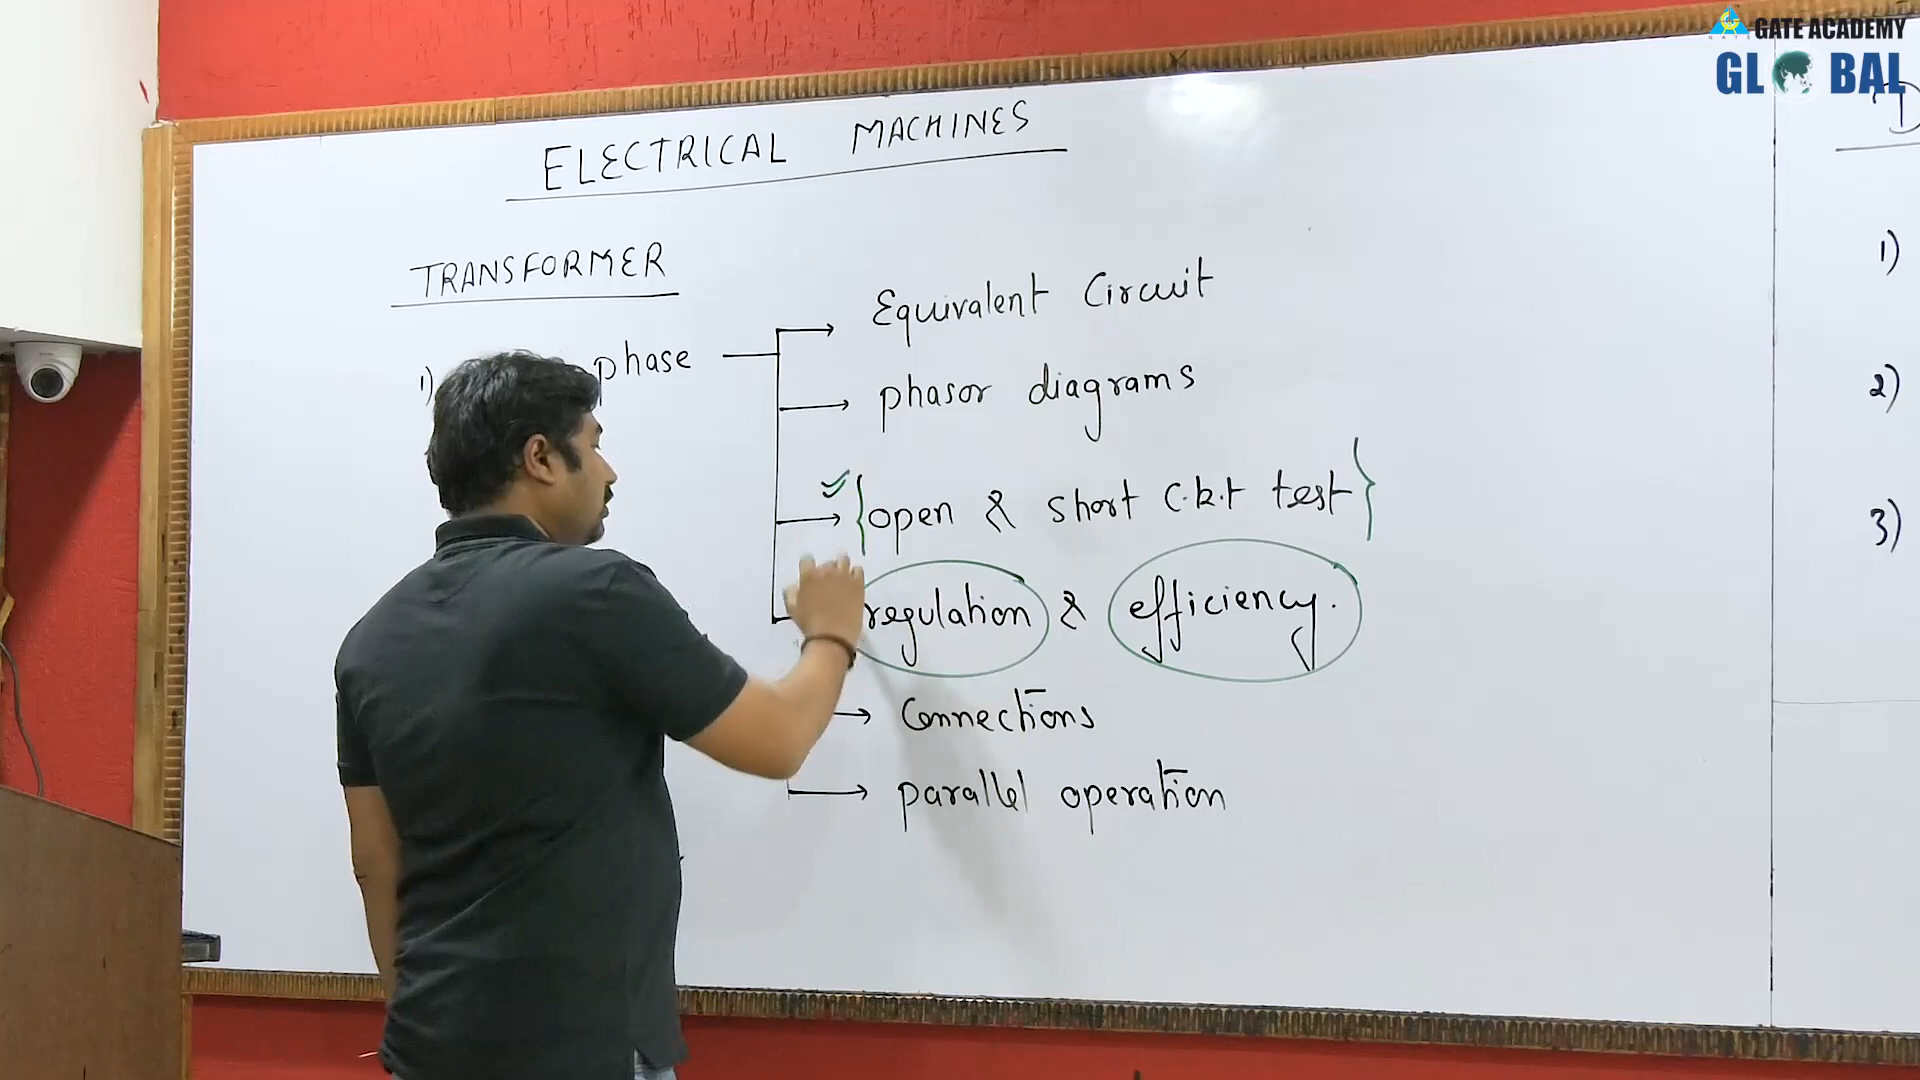 GATE ACADEMY
GLOBAL
ELECTRICAL MACHINES
TRANSFORMER
1) phase
Equivalent Circuit
phasor diagrams
{open & short c.k.t test}
regulation & efficiency.
Connections
parallel operation
1)
2)
3)